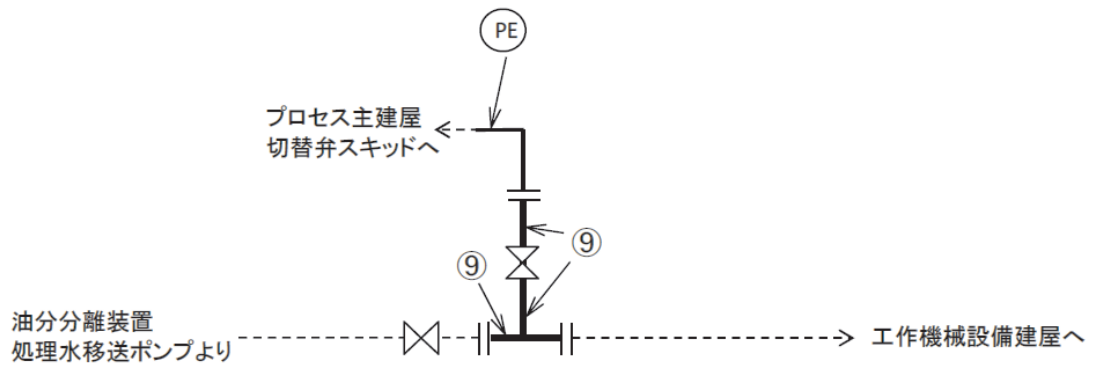 PE
プロセス主建屋
切替弁スキッドへ
⑨
⑨
油分分離装置
処理水移送ポンプより
工作機械設備建屋へ